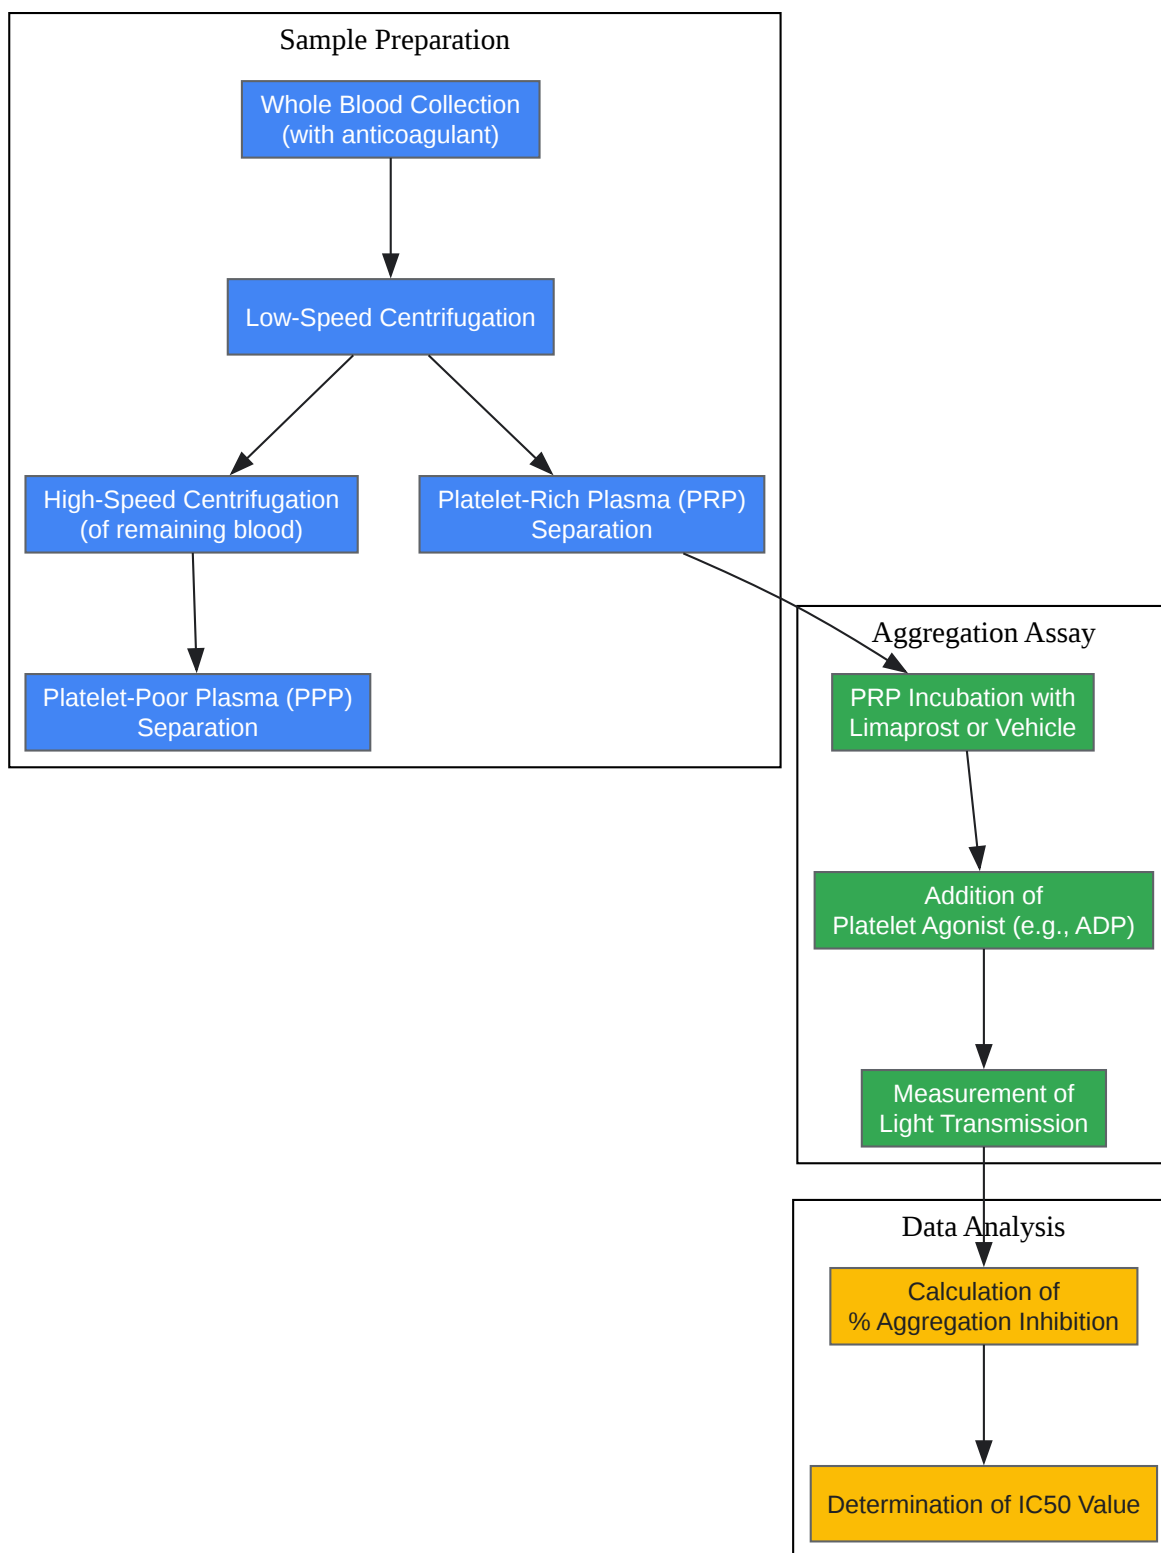 Sample Preparation
Whole Blood Collection
(with anticoagulant)
Low-Speed Centrifugation
High-Speed Centrifugation
(of remaining blood)
Platelet-Rich Plasma (PRP)
Separation
Platelet-Poor Plasma (PPP)
Separation
Aggregation Assay
PRP Incubation with
Limaprost or Vehicle
Addition of
Platelet Agonist (e.g., ADP)
Measurement of
Light Transmission
Data Analysis
Calculation of
% Aggregation Inhibition
Determination of IC50 Value